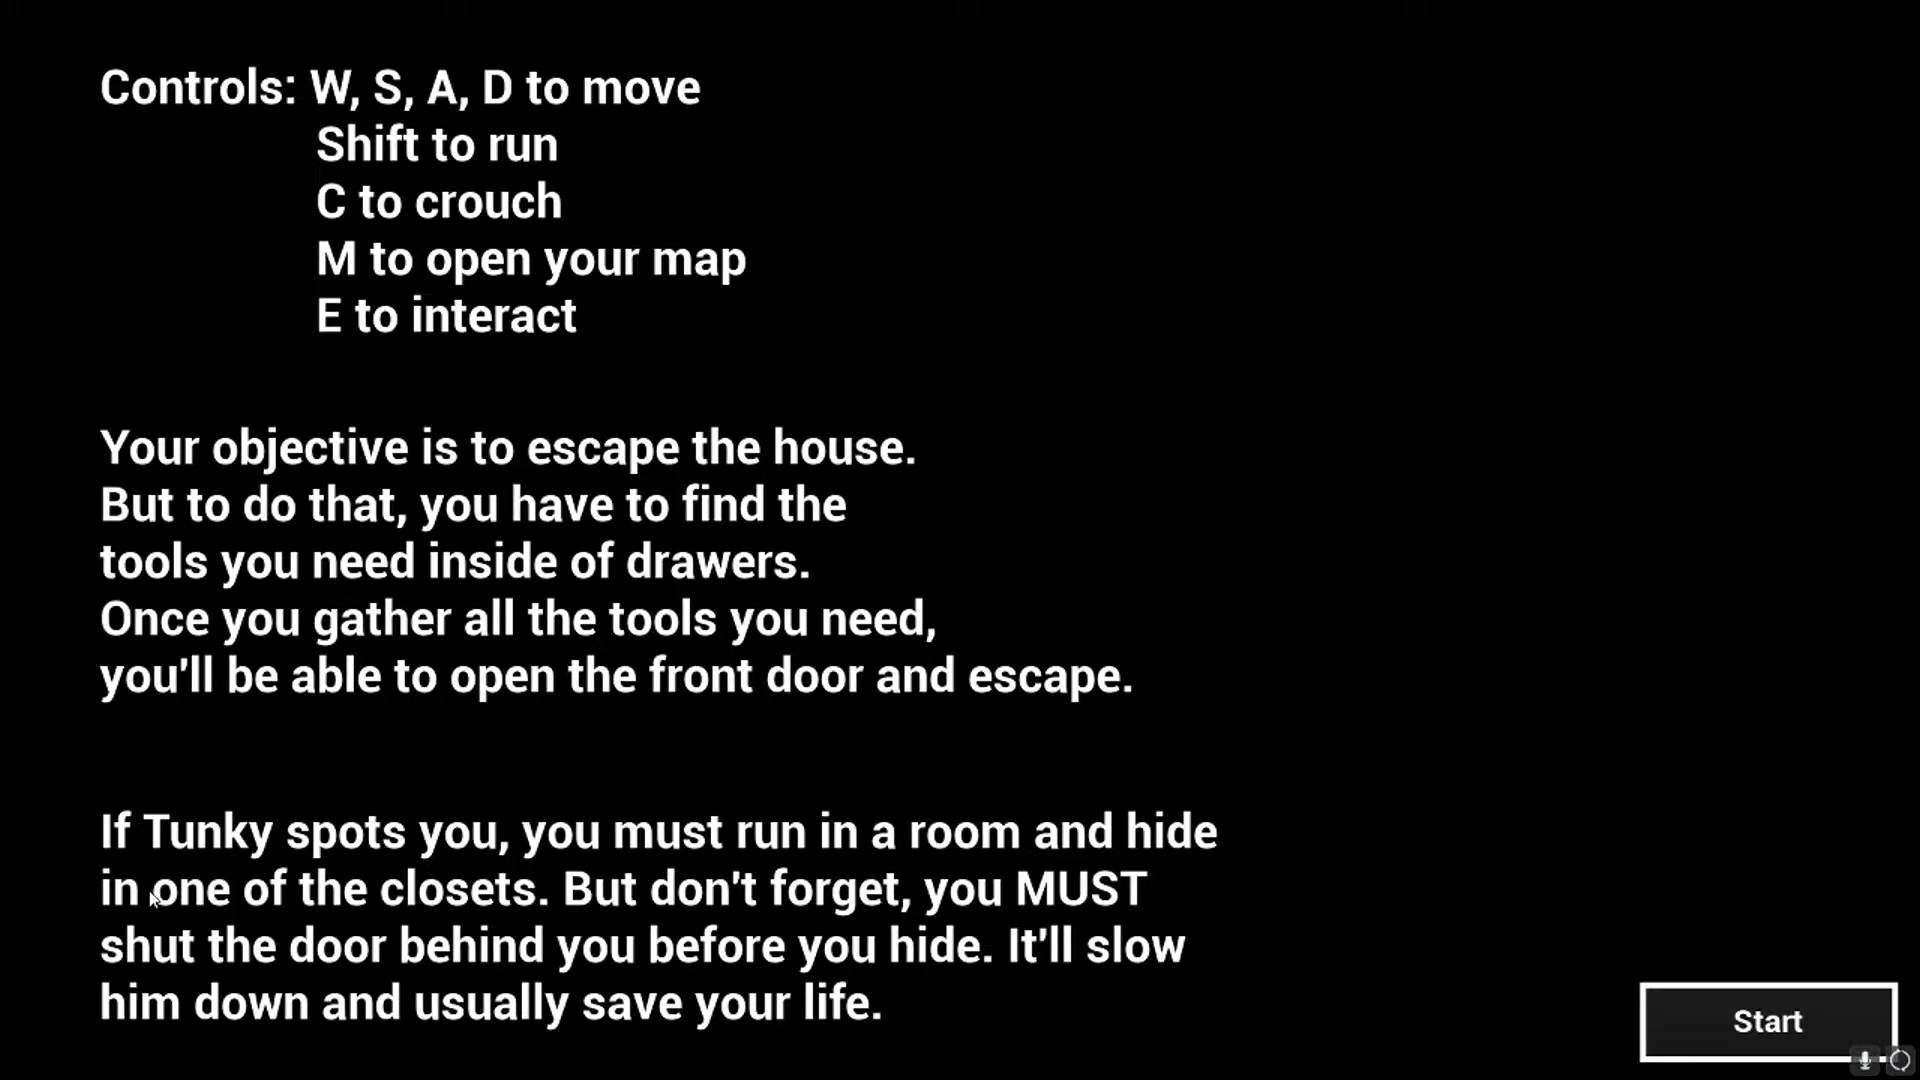 Controls: W, S, A, D to move
Shift to run
C to crouch
M to open your map
E to interact
Your objective is to escape the house.
But to do that, you have to find the
tools you need inside of drawers.
Once you gather all the tools you need,
you'll be able to open the front door and escape.
If Tunky spots you, you must run in a room and hide
in one of the closets. But don't forget, you MUST
shut the door behind you before you hide. It'll slow
him down and usually save your life.
Start